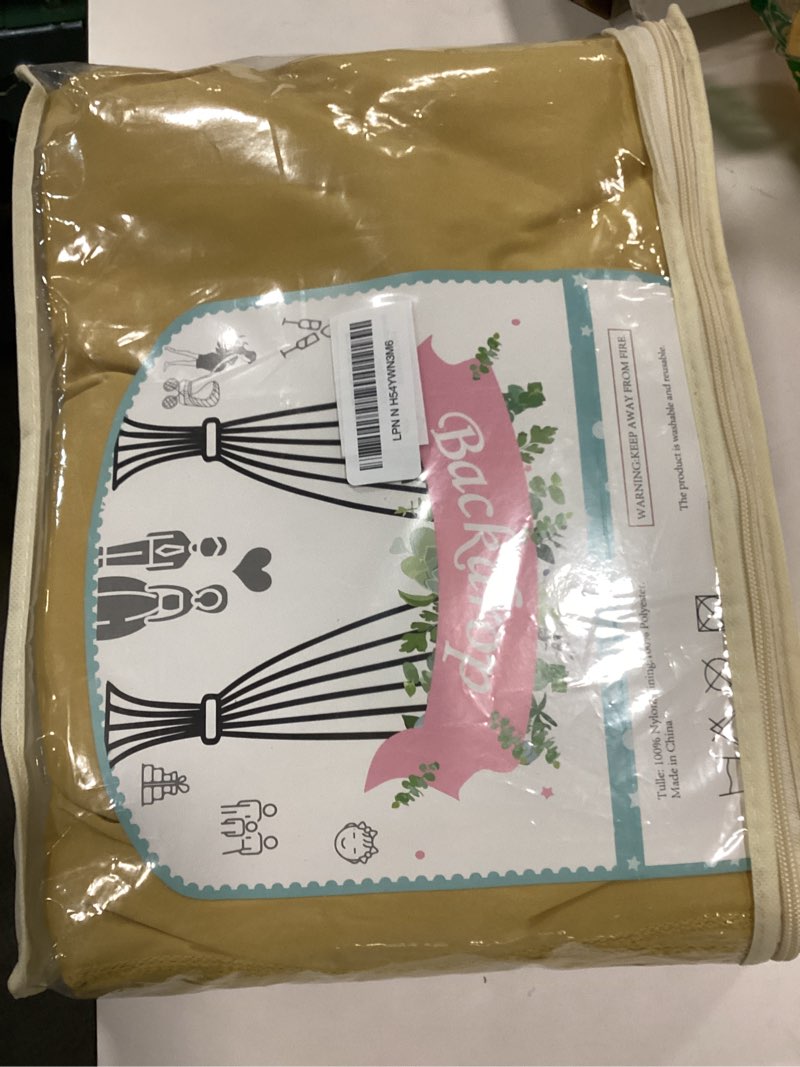 LPN N H54YWN3M6
Backdrop
WARNING:KEEP AWAY FROM FIRE.
The product is washable and reusable.
Tulle: 100% Nylon, lining:100% Polyester.
Made in China